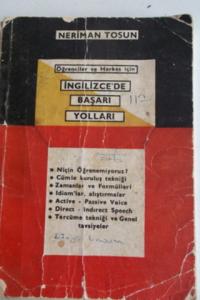 NERİMAN TOSUN
Öğrenciler ve Herkes için
İNGİLİZCE'DE
BAŞARI
YOLLARI
• Niçin Öğrenemiyoruz?
• Cümle kuruluş tekniği
• Zamanlar ve Formülleri
• Idiom'lar, alıştırmalar
• Active - Passive Voice
• Direct - Indirect Speech
• Tercüme tekniği ve Genel
tavsiyeler